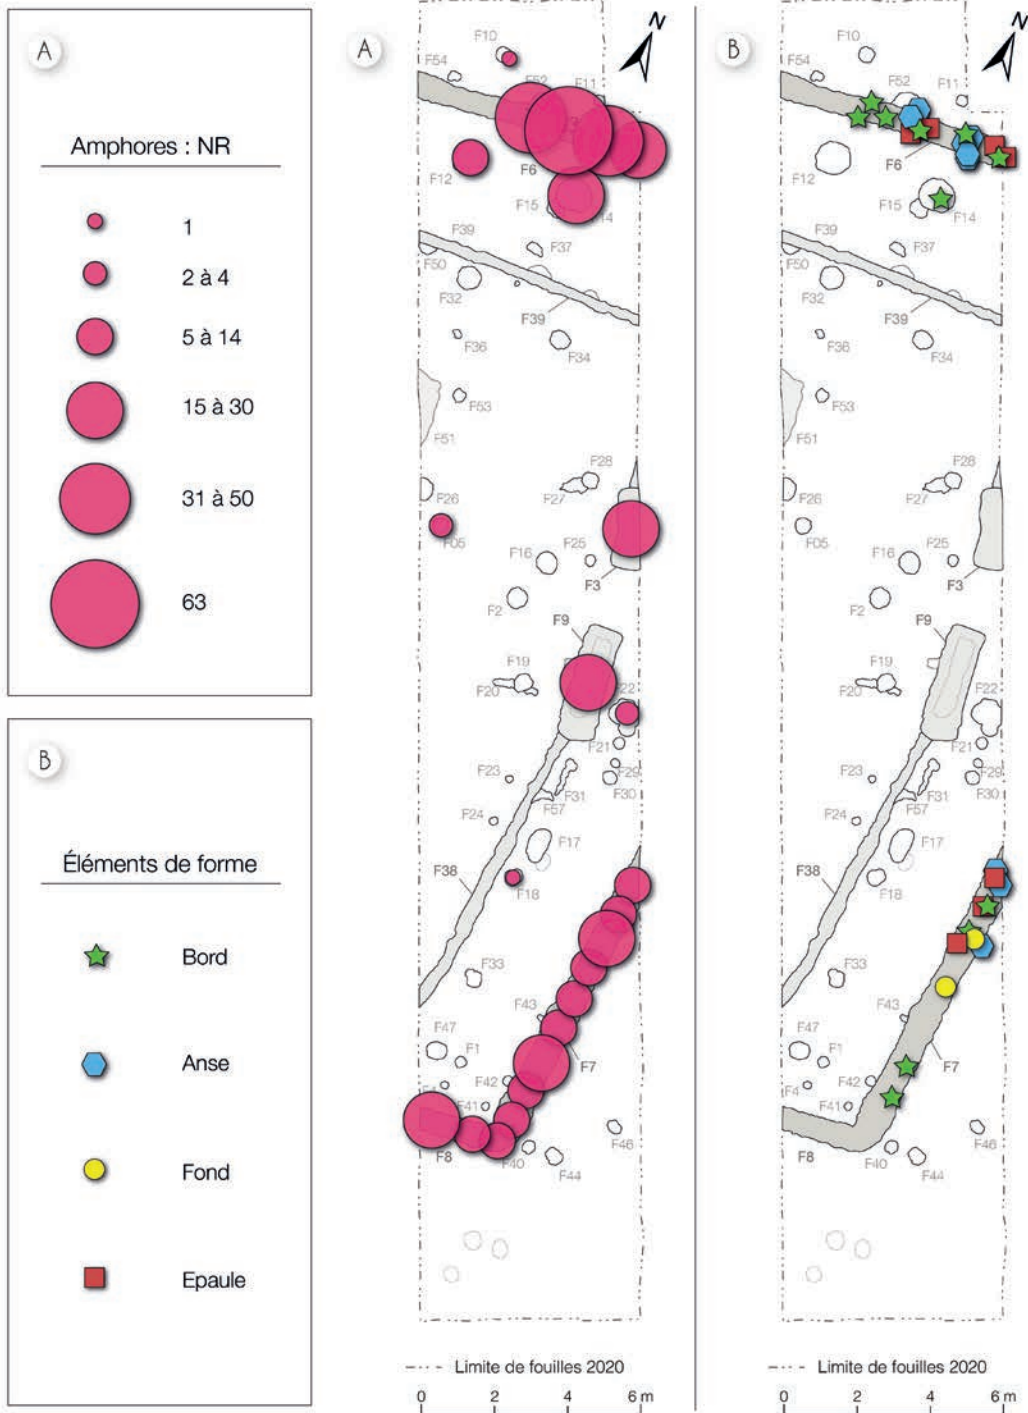 A
Amphores : NR
1
2 à 4
5 à 14
15 à 30
31 à 50
63
B
Éléments de forme
Bord
Anse
Fond
Epaule
A
N
F10
F54
F52
F11
3
F6
F12
F15
F14
F39
F37
F50
F32
F39
F36
F34
F53
F51
F28
F26
F27
F05
F25
F16
F3
F2
F9
F19
F20
F22
F21
F23
F29
F31
F30
F57
F24
F17
F38
F18
F33
F43
F47
F1
F7
F42
F4
F41
F46
F8
F40
F44
Limite de fouilles 2020
0 2 4 6 m
B
N
F10
F54
F52
F11
F6
F12
F15
F14
F39
F37
F50
F32
F39
F36
F34
F53
F51
F28
F26
F27
F05
F25
F16
F3
F2
F9
F19
F20
F22
F21
F23
F29
F31
F30
F57
F24
F17
F38
F18
F33
F43
F47
F1
F7
F42
F4
F41
F46
F8
F40
F44
Limite de fouilles 2020
0 2 4 6 m